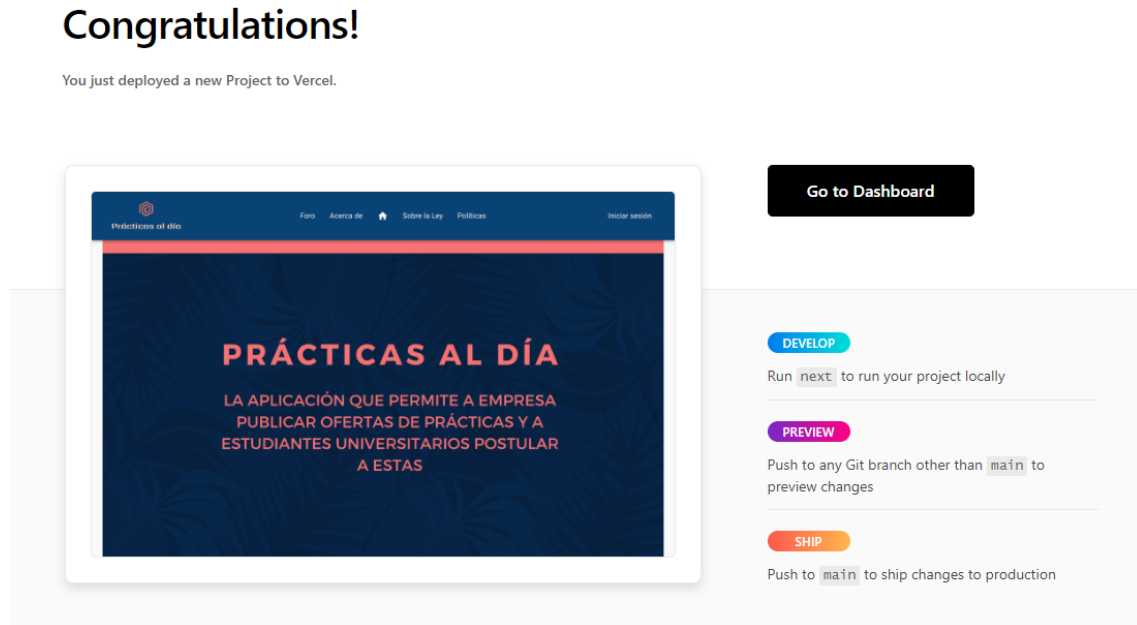 Congratulations!
You just deployed a new Project to Vercel.
Prácticas al día
Foro Acerca de Sobre la Ley Políticas Iniciar sesión
PRÁCTICAS AL DÍA
LA APLICACIÓN QUE PERMITE A EMPRESA
PUBLICAR OFERTAS DE PRÁCTICAS Y A
ESTUDIANTES UNIVERSITARIOS POSTULAR
A ESTAS
Go to Dashboard
DEVELOP
Run next to run your project locally
PREVIEW
Push to any Git branch other than main to
preview changes
SHIP
Push to main to ship changes to production